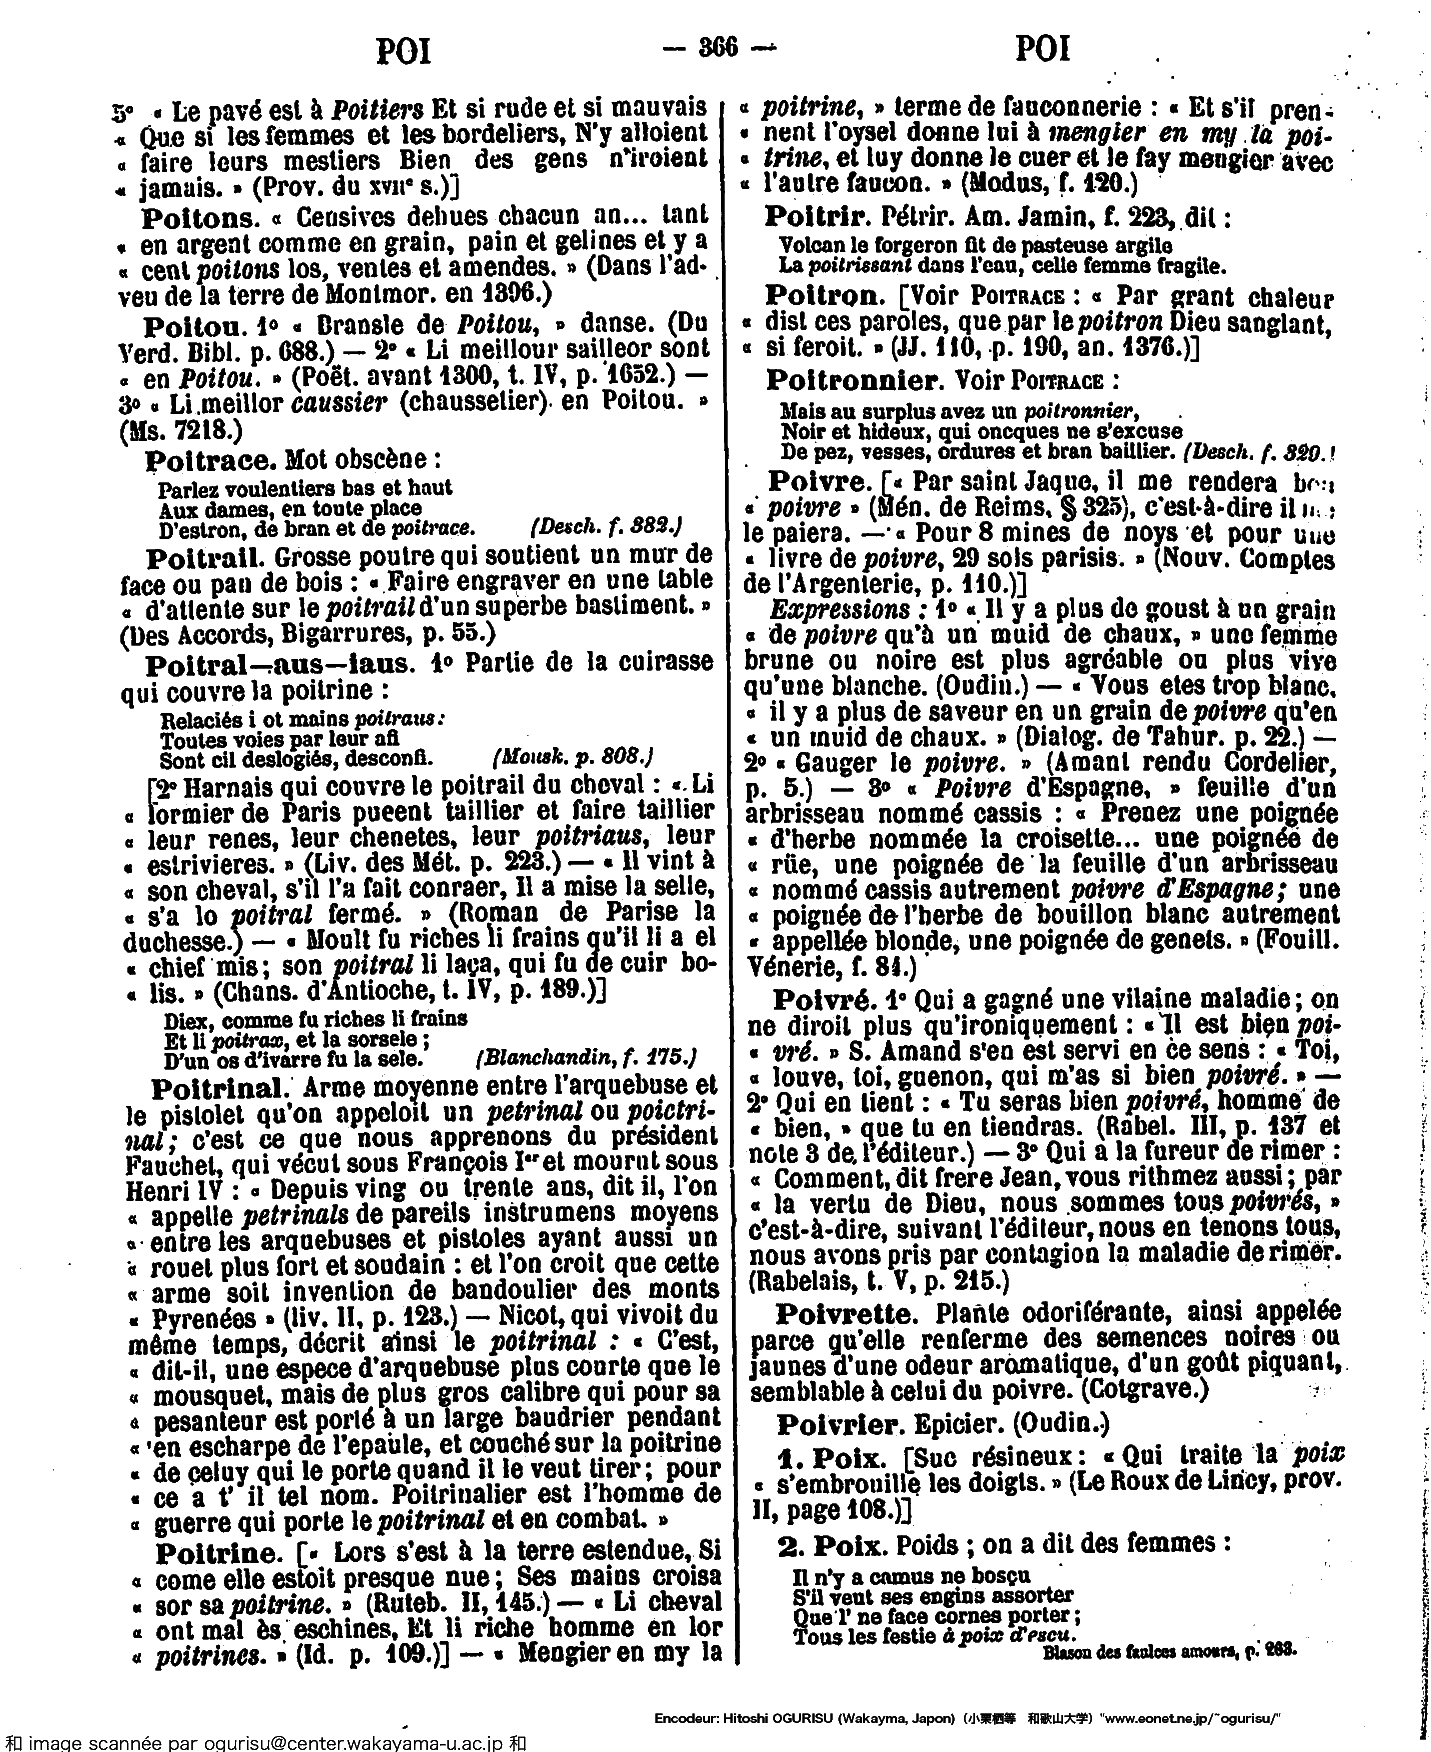 POI — 366 — POI
5º « Le pavé est à Poitiers Et si rude et si mauvais
« Que si les femmes et les bordeliers, N'y alloient
« faire leurs mestiers Bien des gens n'iroient
« jamais. » (Prov. du XVIIe s.)]
Poitons. « Censives dehues chacun an... tant
« en argent comme en grain, pain et gelines et y a
« cent poitons los, ventes et amendes. » (Dans l'ad-
veu de la terre de Montmor. en 1396.)
Poitou. 1º « Bransle de Poitou, » danse. (Du
Verd. Bibl. p. 688.) — 2º « Li meillour sailleor sont
« en Poitou. » (Poët. avant 1300, t. IV, p. 1652.) —
3º « Li meillor caussier (chaussetier) en Poitou. »
(Ms. 7218.)
Poitrace. Mot obscène :
Parlez voulentiers bas et haut
Aux dames, en toute place
D'estron, de bran et de poitrace. (Desch. f. 382.)
Poitrail. Grosse poutre qui soutient un mur de
face ou pan de bois : « Faire engraver en une table
« d'attente sur le poitrail d'un superbe bastiment. »
(Des Accords, Bigarrures, p. 55.)
Poitral-aus-iaus. 1º Partie de la cuirasse
qui couvre la poitrine :
Relaciés i ot mains poitraus :
Toutes voies par leur afi
Sont cil deslogiés, desconfi. (Mousk. p. 808.)
[2º Harnais qui couvre le poitrail du cheval : « Li
« lormier de Paris pueent taillier et faire taillier
« leur renes, leur chenetes, leur poitriaus, leur
« estrivieres. » (Liv. des Mét. p. 223.) — « Il vint à
« son cheval, s'il l'a fait conraer, Il a mise la selle,
« s'a lo poitral fermé. » (Roman de Parise la
duchesse.) — « Moult fu riches li frains qu'il li a el
« chief mis ; son poitral li laça, qui fu de cuir bo-
« lis. » (Chans. d'Antioche, t. IV, p. 189.)]
Diex, comme fu riches li frains
Et li poitrax, et la sorsele ;
D'un os d'ivarre fu la sele. (Blanchandin, f. 175.)
Poitrinal. Arme moyenne entre l'arquebuse et
le pistolet qu'on appeloit un petrinal ou poictri-
nal ; c'est ce que nous apprenons du président
Fauchet, qui vécut sous François Ier et mourut sous
Henri IV : « Depuis ving ou trente ans, dit il, l'on
« appelle petrinals de pareils instrumens moyens
« entre les arquebuses et pistoles ayant aussi un
« rouet plus fort et soudain : et l'on croit que cette
« arme soit invention de bandoulier des monts
« Pyrenées » (liv. II, p. 123.) — Nicot, qui vivoit du
même temps, décrit ainsi le poitrinal : « C'est,
« dit-il, une espece d'arquebuse plus courte que le
« mousquet, mais de plus gros calibre qui pour sa
« pesanteur est porté à un large baudrier pendant
« en escharpe de l'epaule, et couché sur la poitrine
« de celuy qui le porte quand il le veut tirer ; pour
« ce a t' il tel nom. Poitrinalier est l'homme de
« guerre qui porte le poitrinal et en combat. »
Poitrine. [« Lors s'est à la terre estendue, Si
« come elle estoit presque nue ; Ses mains croisa
« sor sa poitrine. » (Ruteb. II, 145.) — « Li cheval
« ont mal ès eschines, Et li riche homme en lor
« poitrines. » (Id. p. 109.)] — « Mengier en my la
« poitrine, » terme de fauconnerie : « Et s'il pren-
« nent l'oysel donne lui à mengier en my la poi-
« trine, et luy donne le cuer et le fay mengier avec
« l'autre faucon. » (Modus, f. 120.)
Poitrir. Pétrir. Am. Jamin, f. 223, dit :
Volcan le forgeron fit de pasteuse argile
La poitrissant dans l'eau, celle femme fragile.
Poitron. [Voir POITRACE : « Par grant chaleur
« dist ces paroles, que par le poitron Dieu sanglant,
« si feroit. » (JJ. 110, p. 190, an. 1376.)]
Poitronnier. Voir POITRACE :
Mais au surplus avez un poitronnier,
Noir et hideux, qui oncques ne s'excuse
De pez, vesses, ordures et bran baillier. (Desch. f. 320.)
Poivre. [« Par saint Jaque, il me rendera bon
« poivre » (Mén. de Reims, § 325), c'est-à-dire il me
le paiera. — « Pour 8 mines de noys et pour une
« livre de poivre, 29 sols parisis. » (Nouv. Comptes
de l'Argenterie, p. 110.)]
Expressions : 1º « Il y a plus de goust à un grain
« de poivre qu'à un muid de chaux, » une femme
brune ou noire est plus agréable ou plus vive
qu'une blanche. (Oudin.) — « Vous etes trop blanc,
« il y a plus de saveur en un grain de poivre qu'en
« un muid de chaux. » (Dialog. de Tahur. p. 22.) —
2º « Gauger le poivre. » (Amant rendu Cordelier,
p. 5.) — 3º « Poivre d'Espagne, » feuille d'un
arbrisseau nommé cassis : « Prenez une poignée
« d'herbe nommée la croisette... une poignée de
« rüe, une poignée de la feuille d'un arbrisseau
« nommé cassis autrement poivre d'Espagne ; une
« poignée de l'herbe de bouillon blanc autrement
« appellée blonde, une poignée de genets. » (Fouill.
Vénerie, f. 84.)
Poivré. 1º Qui a gagné une vilaine maladie ; on
ne diroit plus qu'ironiquement : « Il est bien poi-
« vré. » S. Amand s'en est servi en ce sens : « Toi,
« louve, toi, guenon, qui m'as si bien poivré. » —
2º Qui en tient : « Tu seras bien poivré, homme de
« bien, » que tu en tiendras. (Rabel. III, p. 137 et
note 3 de l'éditeur.) — 3º Qui a la fureur de rimer :
« Comment, dit frere Jean, vous rithmez aussi ; par
« la vertu de Dieu, nous sommes tous poivrés, »
c'est-à-dire, suivant l'éditeur, nous en tenons tous,
nous avons pris par contagion la maladie de rimer.
(Rabelais, t. V, p. 215.)
Poivrette. Plante odoriférante, ainsi appelée
parce qu'elle renferme des semences noires ou
jaunes d'une odeur aromatique, d'un goût piquant,
semblable à celui du poivre. (Cotgrave.)
Poivrier. Epicier. (Oudin.)
1. Poix. [Suc résineux : « Qui traite la poix
« s'embrouille les doigts. » (Le Roux de Lincy, prov.
II, page 108.)]
2. Poix. Poids ; on a dit des femmes :
Il n'y a camus ne bosçu
S'il veut ses engins assorter
Que l' ne face cornes porter ;
Tous les festie à poix d'escu.
Blason des faulces amours, p. 263.
Encodeur: Hitoshi OGURISU (Wakayma, Japon)（小栗栖等　和歌山大学）"www.eonet.ne.jp/~ogurisu/"
和 image scannée par ogurisu@center.wakayama-u.ac.jp 和